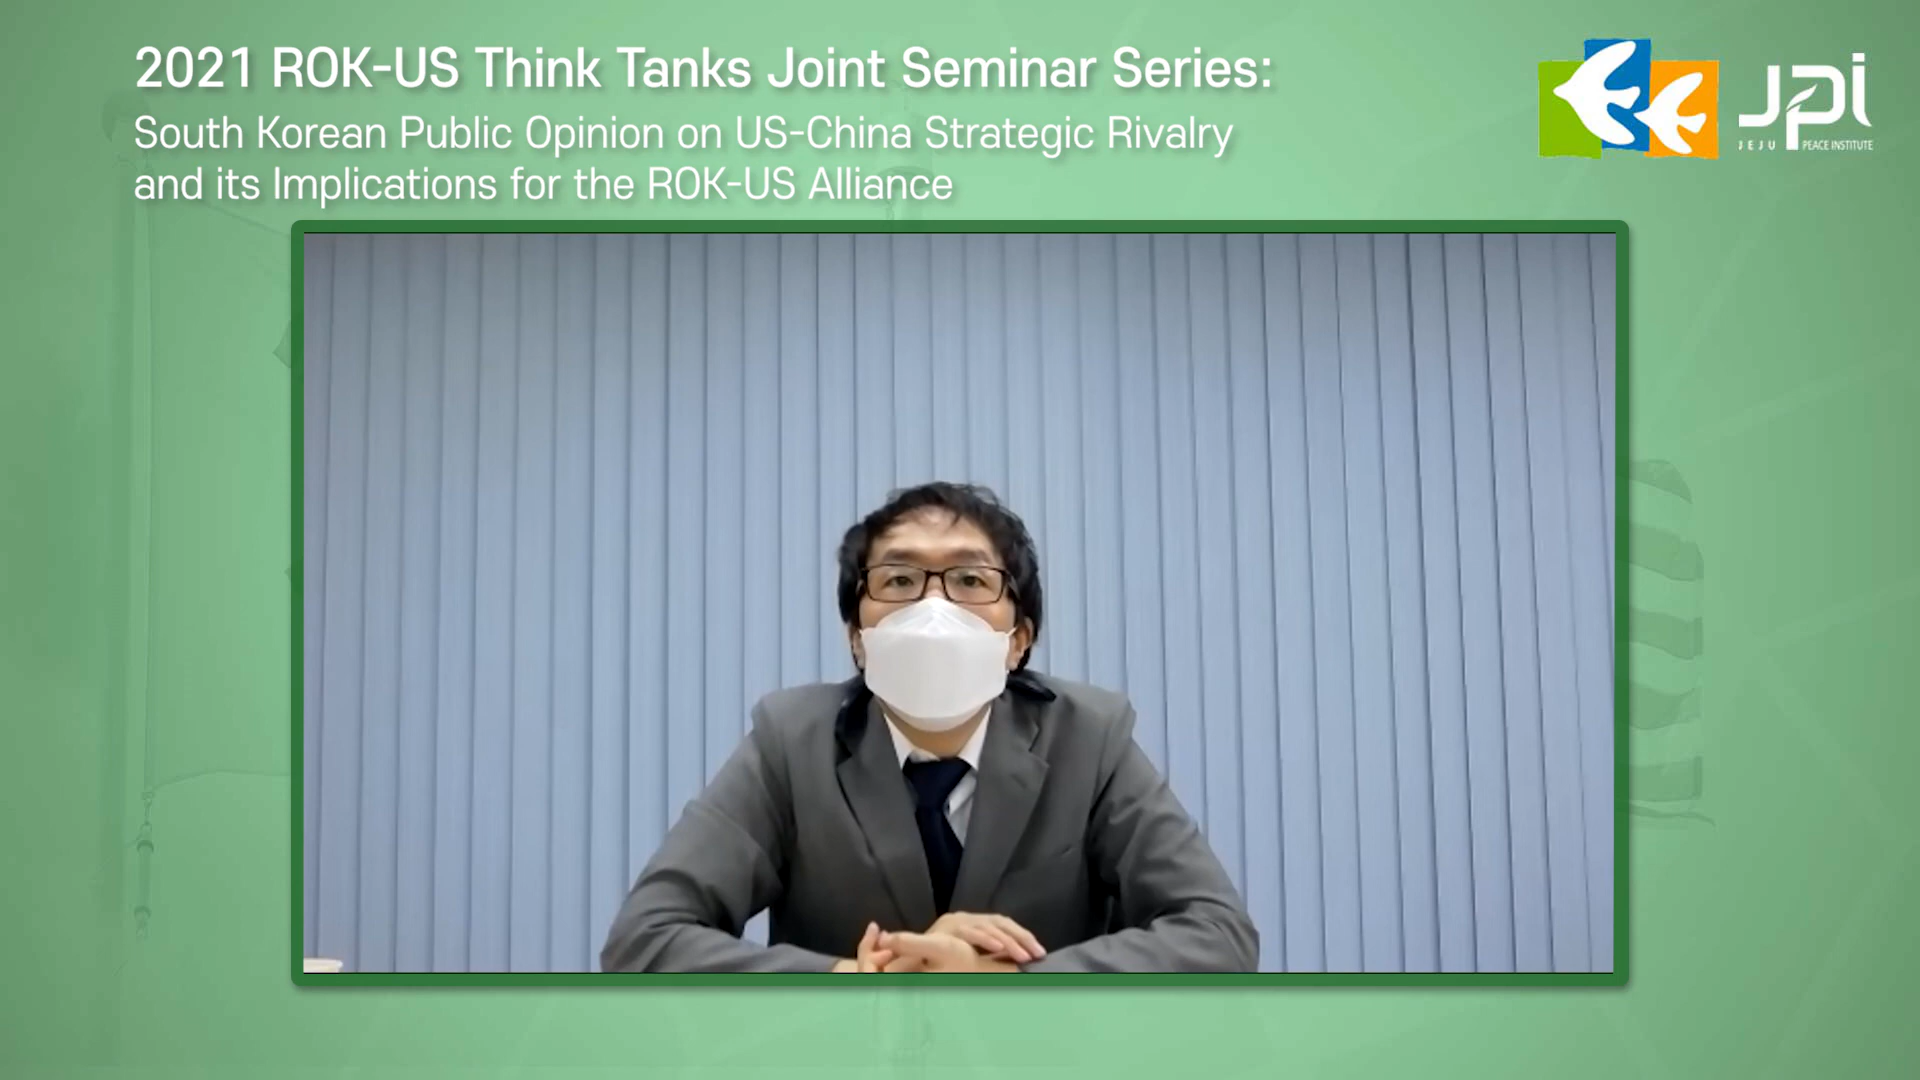 2021 ROK-US Think Tanks Joint Seminar Series:
South Korean Public Opinion on US-China Strategic Rivalry
and its Implications for the ROK-US Alliance
JPI
JEJU PEACE INSTITUTE